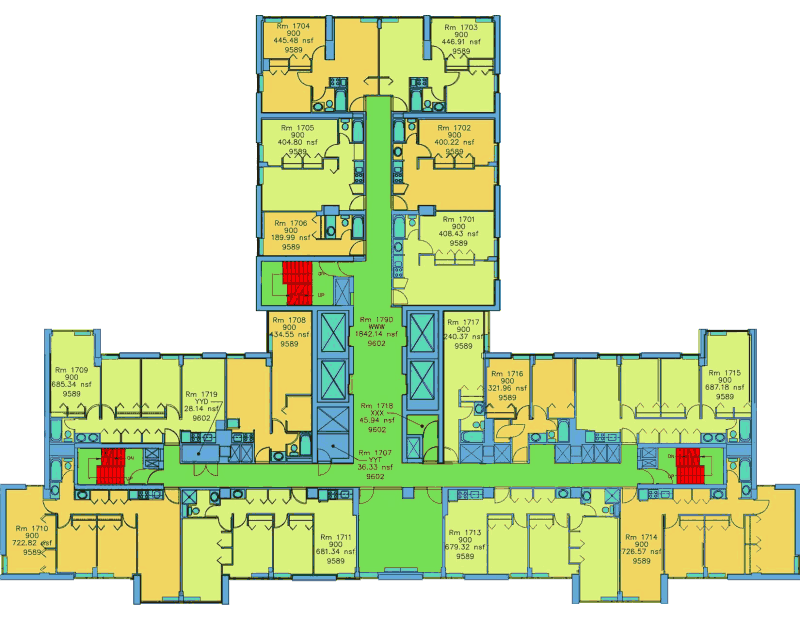 Rm 1704
900
445.48 nsf
9589
Rm 1703
900
446.91 nsf
9589
Rm 1705
900
404.80 nsf
9589
Rm 1702
900
400.22 nsf
9589
Rm 1706
900
189.99 nsf
9589
Rm 1701
900
408.43 nsf
9589
DN
UP
Rm 1708
900
434.55 nsf
9589
Rm 1790
WWW
1842.14 nsf
9602
Rm 1717
900
240.37 nsf
9589
Rm 1709
900
685.34 nsf
9589
Rm 1719
YYD
28.14 nsf
9602
Rm 1718
XXX
45.94 nsf
9602
Rm 1716
900
321.96 nsf
9589
Rm 1715
900
687.18 nsf
9589
Rm 1707
YYT
36.33 nsf
9602
DN
UP
DN
UP
Rm 1710
900
722.82 nsf
9589
Rm 1711
900
681.34 nsf
9589
Rm 1713
900
679.32 nsf
9589
Rm 1714
900
726.57 nsf
9589